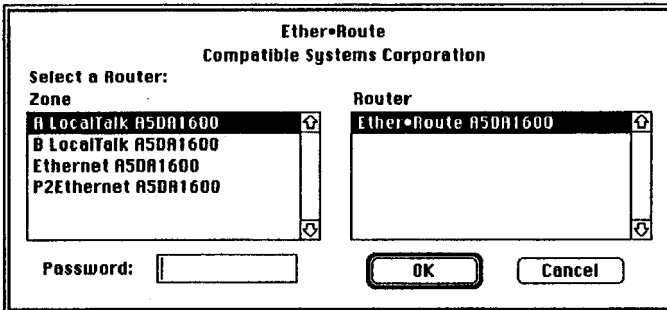 Ether•Route
Compatible Systems Corporation
Select a Router:
Zone
Router
A LocalTalk A5DA1600
B LocalTalk A5DA1600
Ethernet A5DA1600
P2Ethernet A5DA1600
Ether•Route A5DA1600
Password:
OK
Cancel